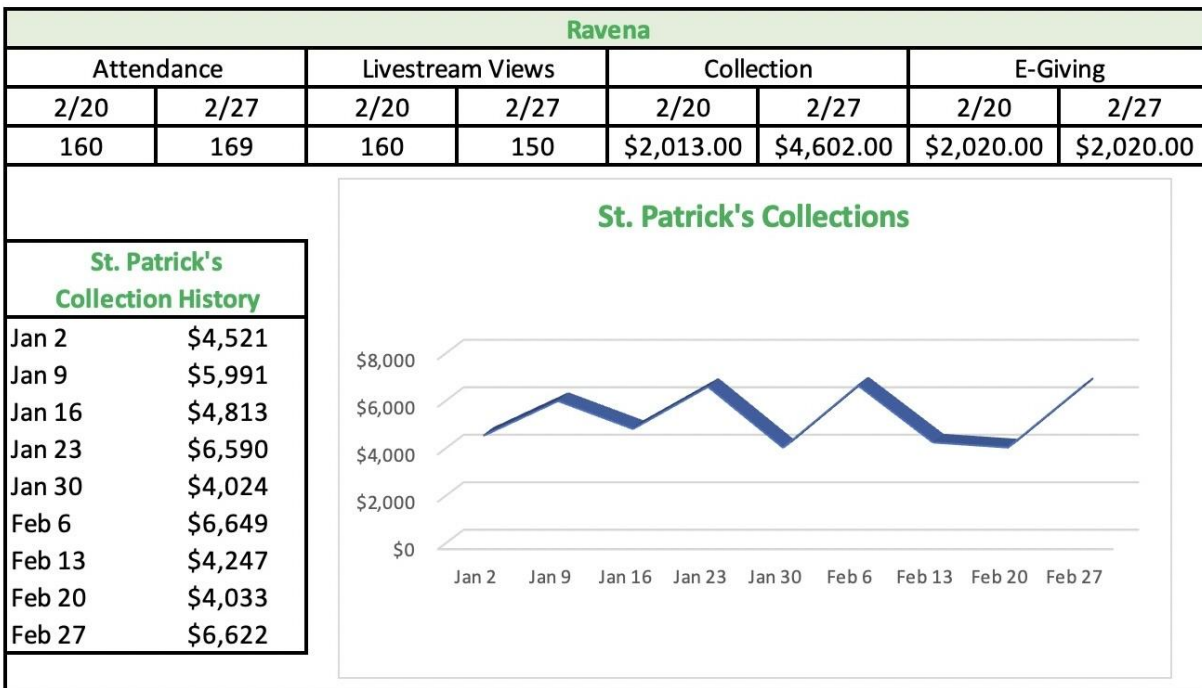 Ravena
Attendance Livestream Views Collection E-Giving
2/20 2/27 2/20 2/27 2/20 2/27 2/20 2/27
160 169 160 150 $2,013.00 $4,602.00 $2,020.00 $2,020.00
St. Patrick's
Collection History
Jan 2 $4,521
Jan 9 $5,991
Jan 16 $4,813
Jan 23 $6,590
Jan 30 $4,024
Feb 6 $6,649
Feb 13 $4,247
Feb 20 $4,033
Feb 27 $6,622
St. Patrick's Collections
$8,000
$6,000
$4,000
$2,000
$0
Jan 2 Jan 9 Jan 16 Jan 23 Jan 30 Feb 6 Feb 13 Feb 20 Feb 27